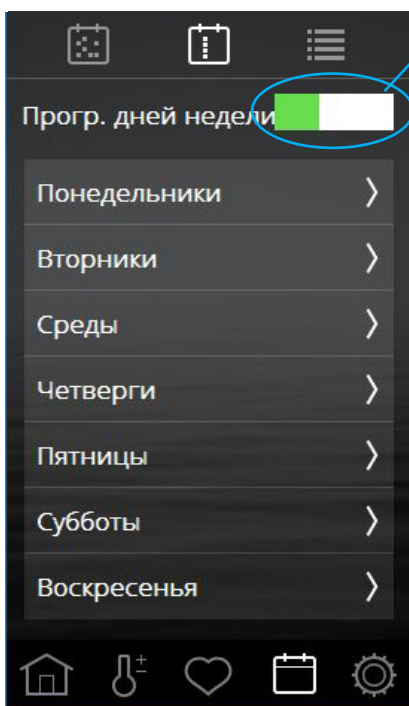 Прогр. дней недели
Понедельники
Вторники
Среды
Четверги
Пятницы
Субботы
Воскресенья